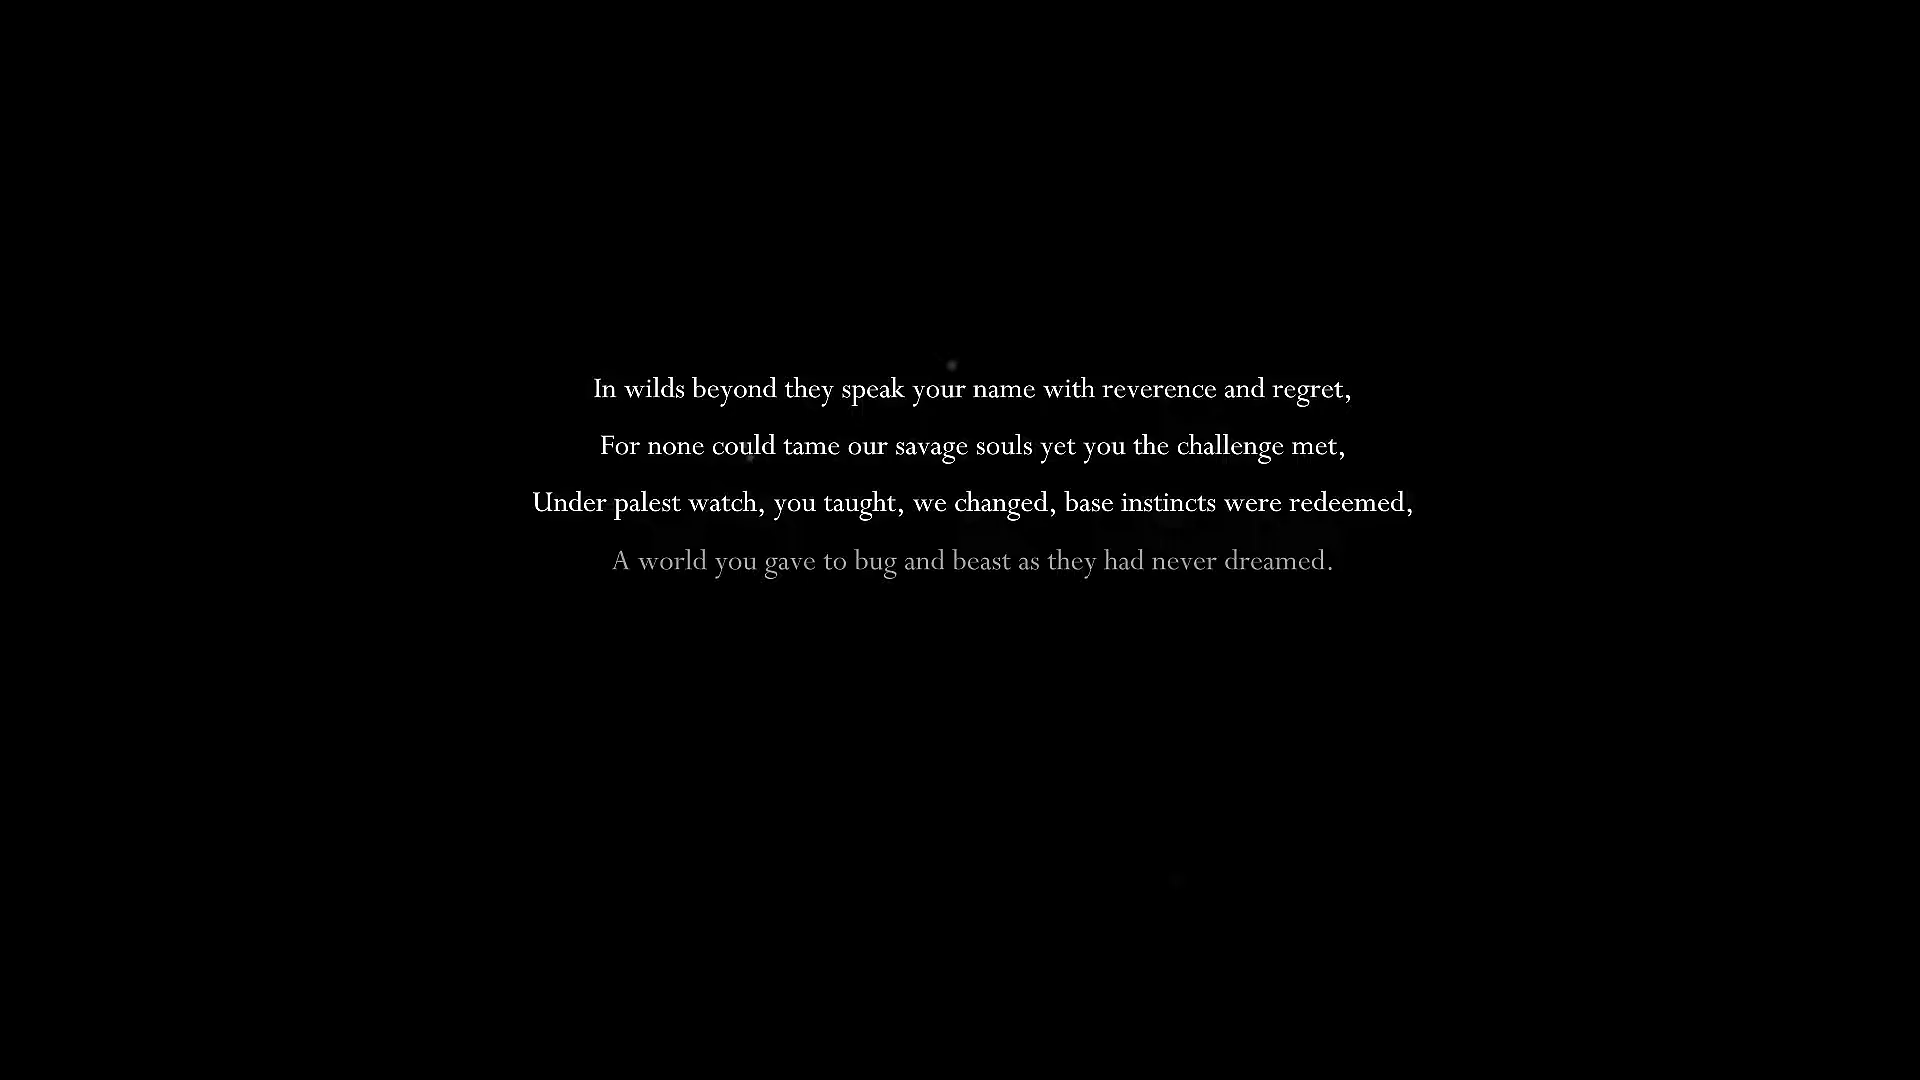 In wilds beyond they speak your name with reverence and regret,
For none could tame our savage souls yet you the challenge met,
Under palest watch, you taught, we changed, base instincts were redeemed,
A world you gave to bug and beast as they had never dreamed.